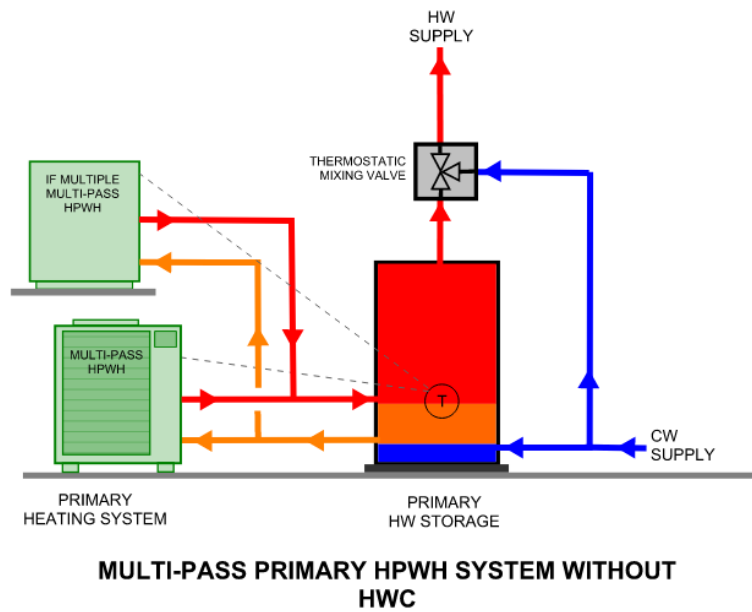 HW
SUPPLY
THERMOSTATIC
MIXING VALVE
IF MULTIPLE
MULTI-PASS
HPWH
MULTI-PASS
HPWH
T
CW
SUPPLY
PRIMARY
HEATING SYSTEM
PRIMARY
HW STORAGE
MULTI-PASS PRIMARY HPWH SYSTEM WITHOUT
HWC